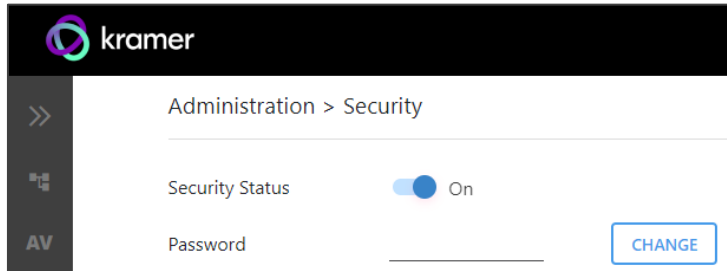 kramer
Administration > Security
Security Status On
AV
Password CHANGE